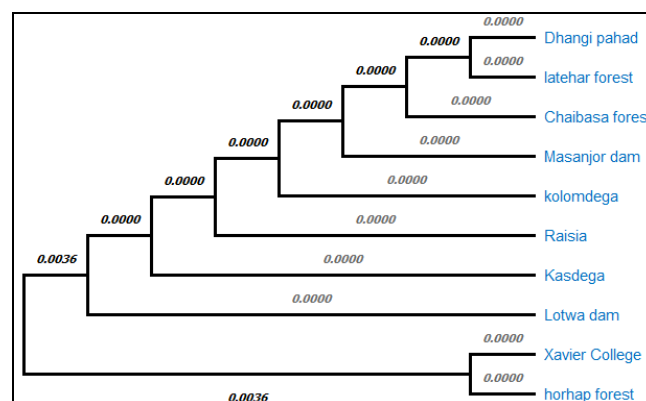 0.0000
0.0000 Dhangi pahad
0.0000
0.0000 latehar forest
0.0000
0.0000 Chaibasa fores
0.0000
0.0000 Masanjor dam
0.0000
0.0000 kolomdega
0.0000
0.0000 Raisia
0.0000
0.0036 0.0000 Kasdega
0.0000 Lotwa dam
0.0000 Xavier College
0.0000 horhap forest
0.0036